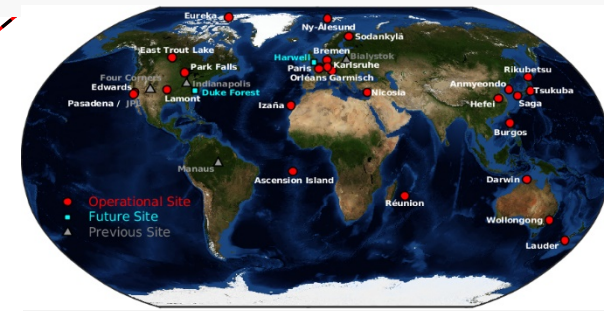 Eureka
Ny-Ålesund
Sodankylä
East Trout Lake
Bremen
Harwell
Bialystok
Park Falls
Paris
Karlsruhe
Rikubetsu
Four Corners
Indianapolis
Orléans Garmisch
Edwards
Duke Forest
Nicosia
Anmyeondo
Tsukuba
Pasadena / JPL
Lamont
Izaña
Hefei
Saga
Burgos
Manaus
Ascension Island
Darwin
Réunion
Operational Site
Future Site
Previous Site
Wollongong
Lauder